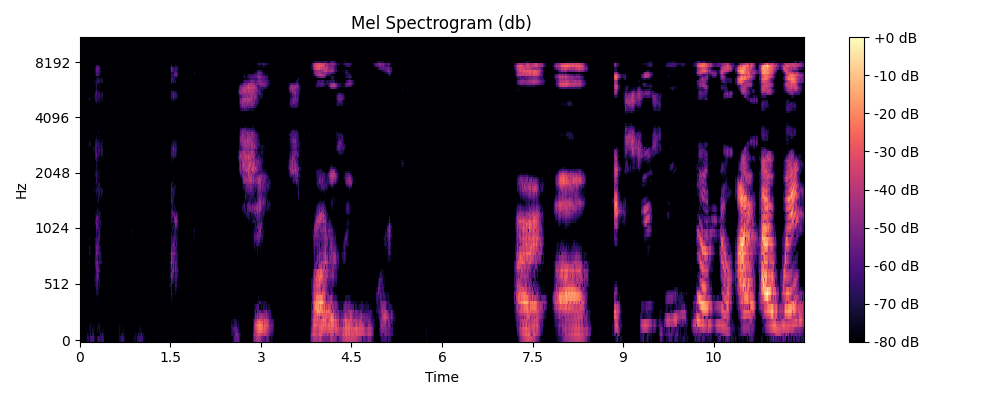 Mel Spectrogram (db)
8192
4096
2048
1024
512
0
Hz
0 1.5 3 4.5 6 7.5 9 10
Time
+0 dB
-10 dB
-20 dB
-30 dB
-40 dB
-50 dB
-60 dB
-70 dB
-80 dB